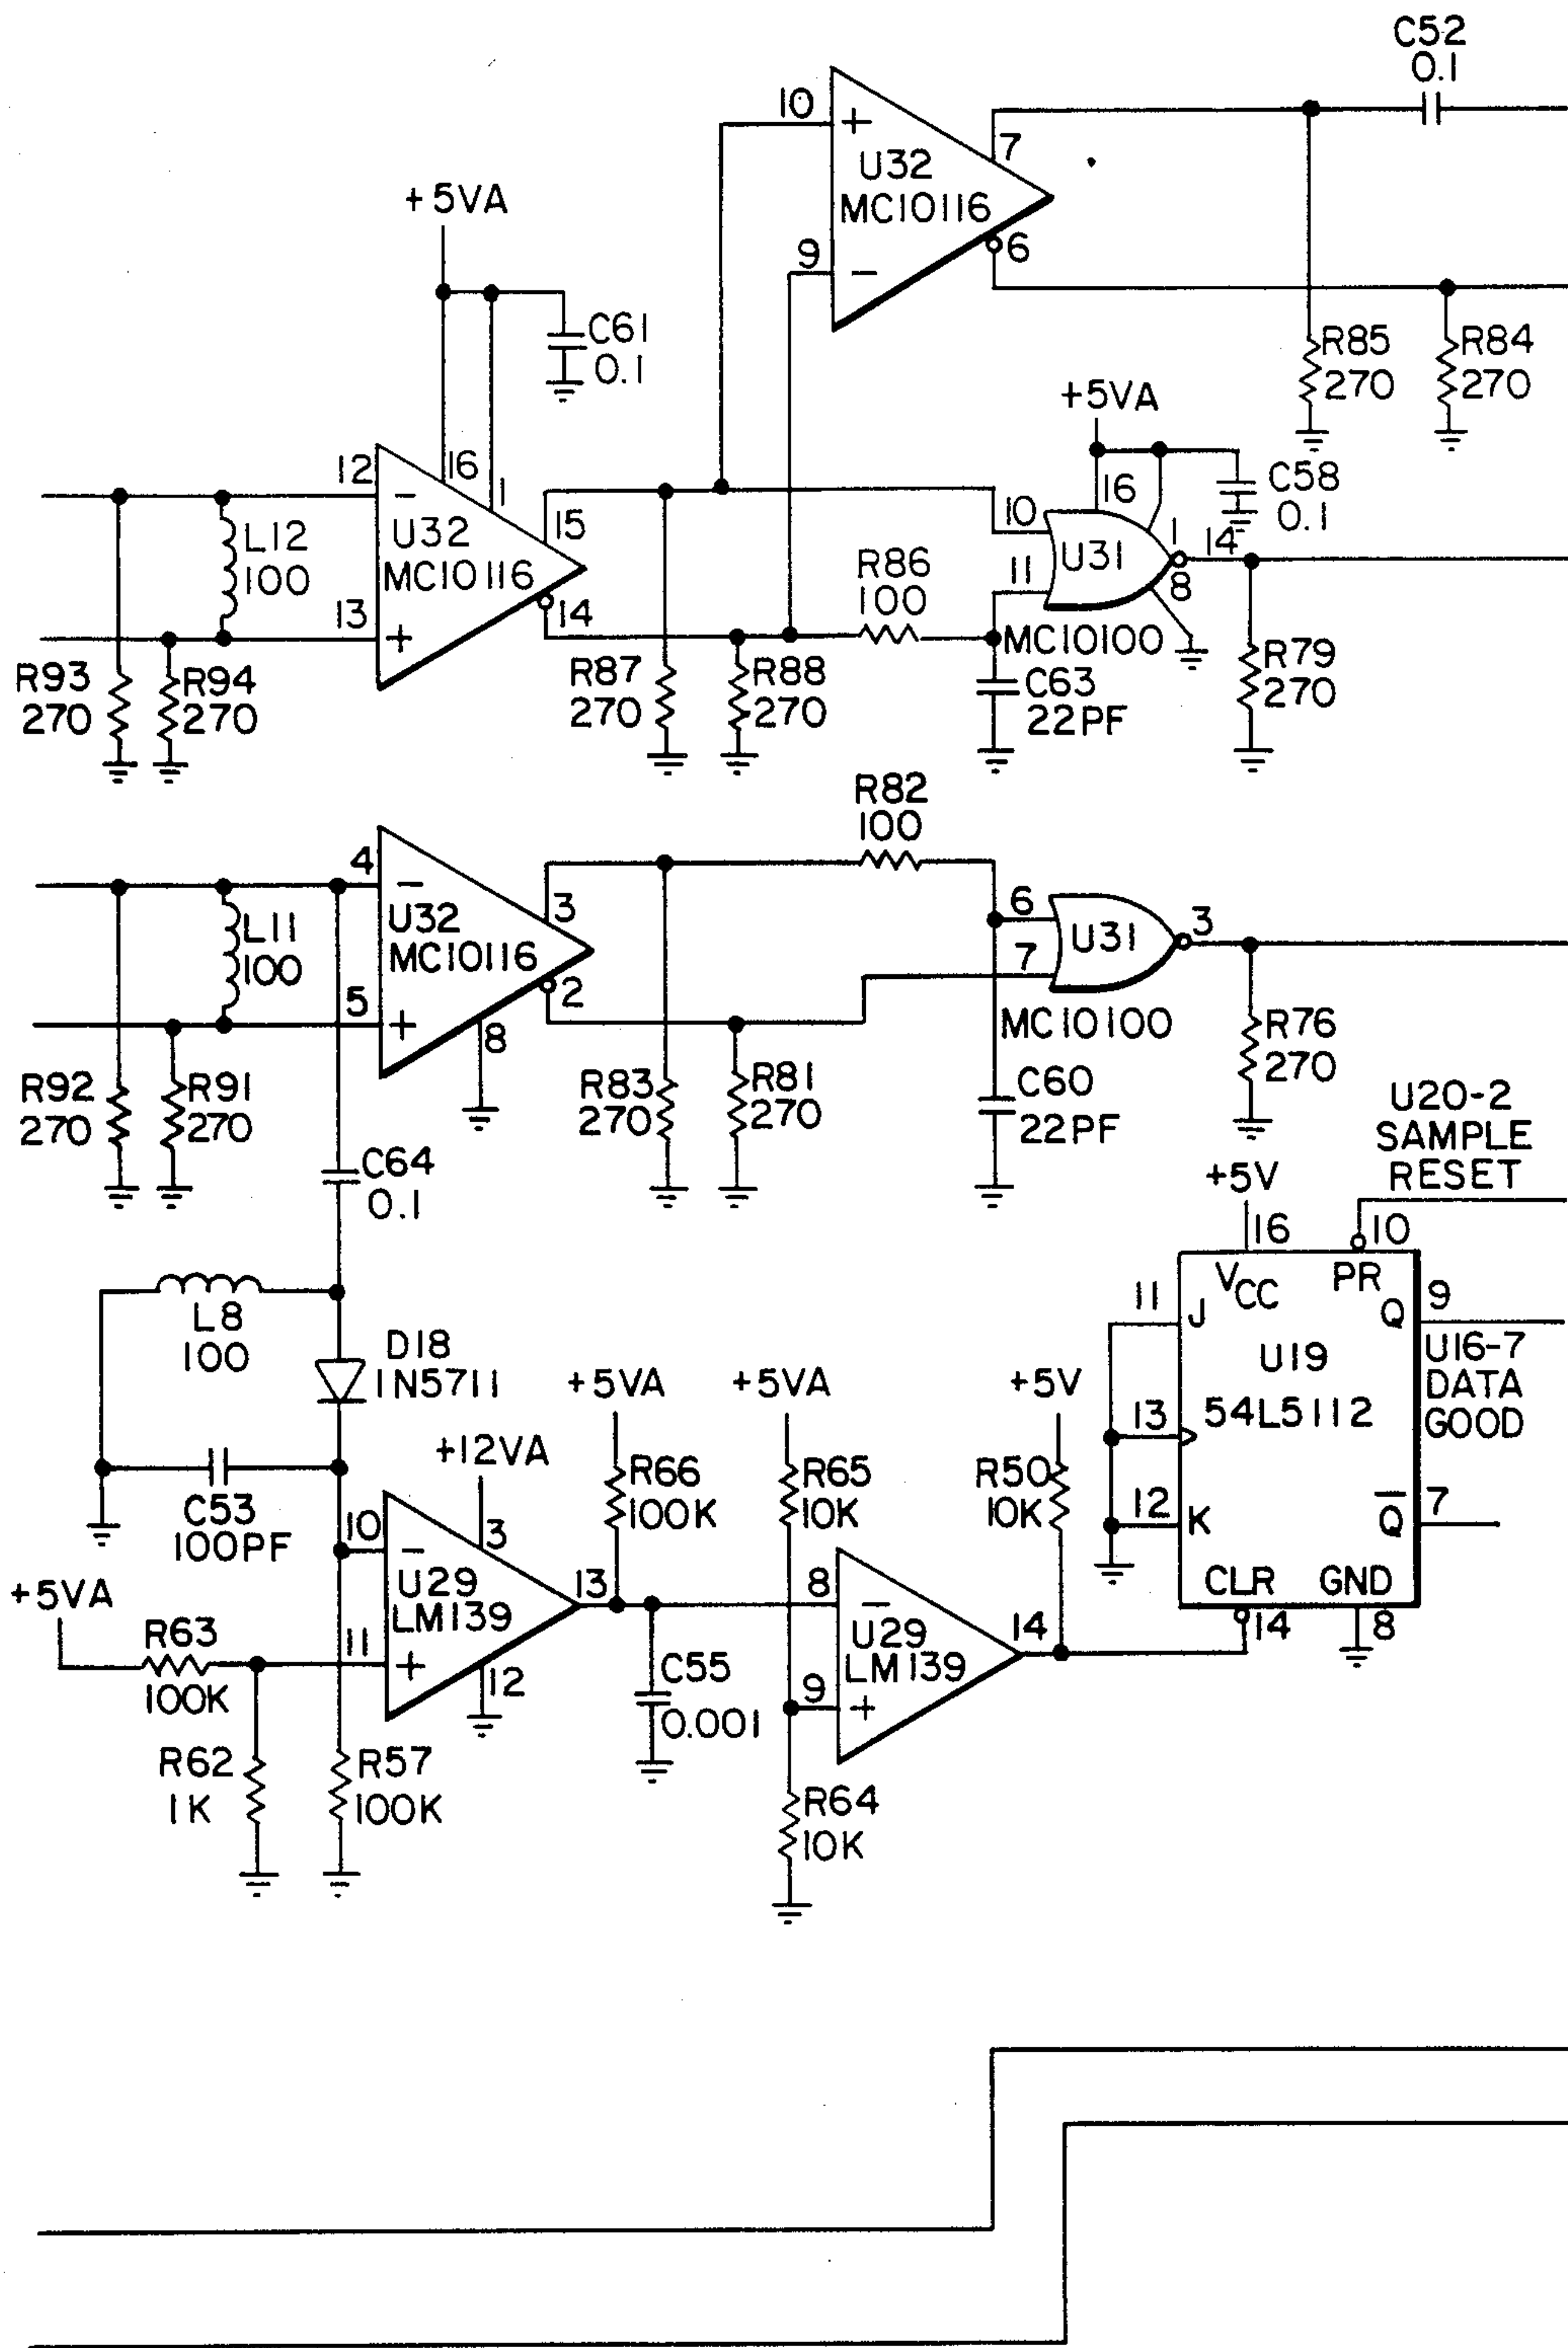 C52
0.1
10
+
U32
MC10116
7
9
−
6
+5VA
C61
0.1
R85
270
R84
270
+5VA
12
−
16
1
15
U32
MC10116
L12
100
13
+
14
R93
270
R94
270
R87
270
R88
270
R86
100
10
11
16
1
14
8
U31
MC10100
C58
0.1
C63
22PF
R79
270
R82
100
4
−
3
U32
MC10116
L11
100
5
+
2
8
6
7
U31
3
MC10100
R92
270
R91
270
R83
270
R81
270
C60
22PF
R76
270
U20-2
SAMPLE
RESET
C64
0.1
+5V
16
10
VCC
PR
11
J
Q
9
L8
100
D18
1N5711
U19
54L5112
U16-7
DATA
GOOD
13
12
K
Q̅
7
CLR
GND
14
8
+5VA
+5VA
+5V
+12VA
R66
100K
R65
10K
R50
10K
C53
100PF
10
−
3
U29
LM139
13
+5VA
R63
100K
11
+
12
8
−
U29
LM139
14
9
+
C55
0.001
R62
1K
R57
100K
R64
10K